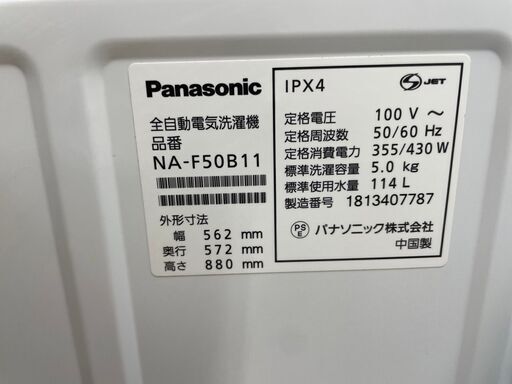 Panasonic
全自動電気洗濯機
品番
NA-F50B11
外形寸法
幅 562 mm
奥行 572 mm
高さ 880 mm
IPX4
S JET
定格電圧 100 V ～
定格周波数 50/60 Hz
定格消費電力 355/430 W
標準洗濯容量 5.0 kg
標準使用水量 114 L
製造番号 1813407787
PS
E
パナソニック株式会社
中国製